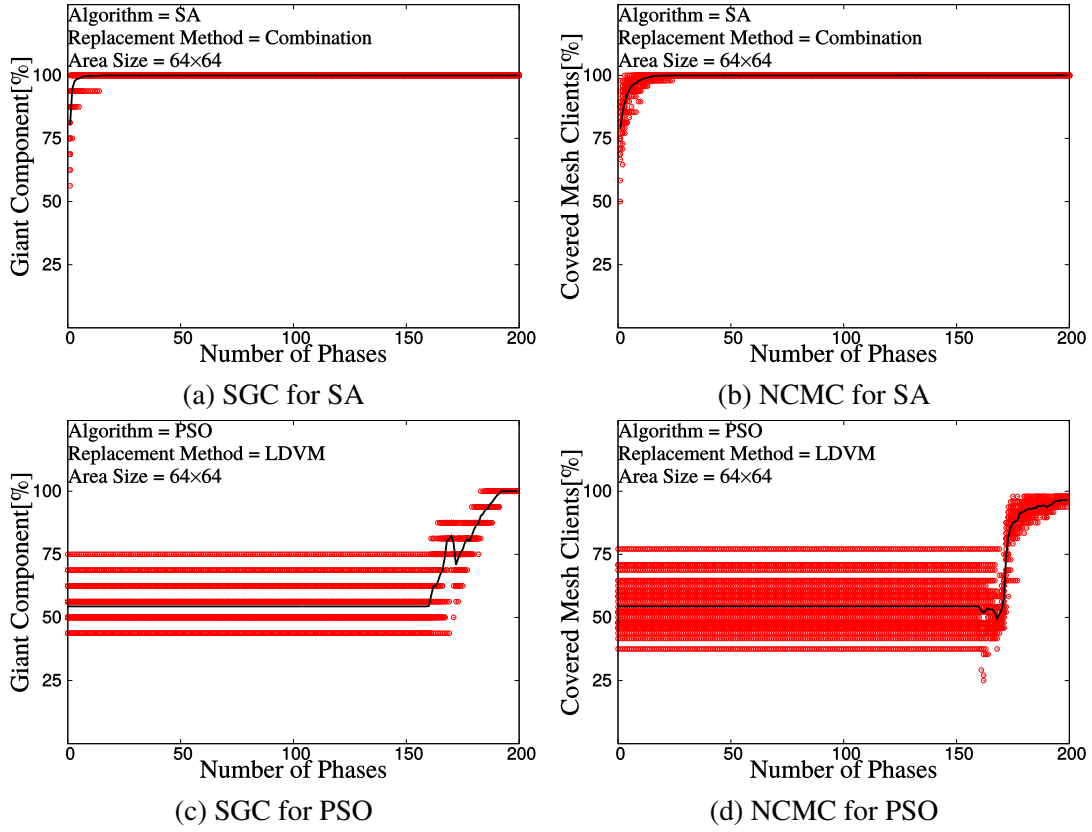 Algorithm = SA
Replacement Method = Combination
Area Size = 64×64
100
75
50
25
0
50
100
150
200
Giant Component[%]
Number of Phases
(a) SGC for SA
Algorithm = SA
Replacement Method = Combination
Area Size = 64×64
100
75
50
25
0
50
100
150
200
Covered Mesh Clients[%]
Number of Phases
(b) NCMC for SA
Algorithm = PSO
Replacement Method = LDVM
Area Size = 64×64
100
75
50
25
0
50
100
150
200
Giant Component[%]
Number of Phases
(c) SGC for PSO
Algorithm = PSO
Replacement Method = LDVM
Area Size = 64×64
100
75
50
25
0
50
100
150
200
Covered Mesh Clients[%]
Number of Phases
(d) NCMC for PSO